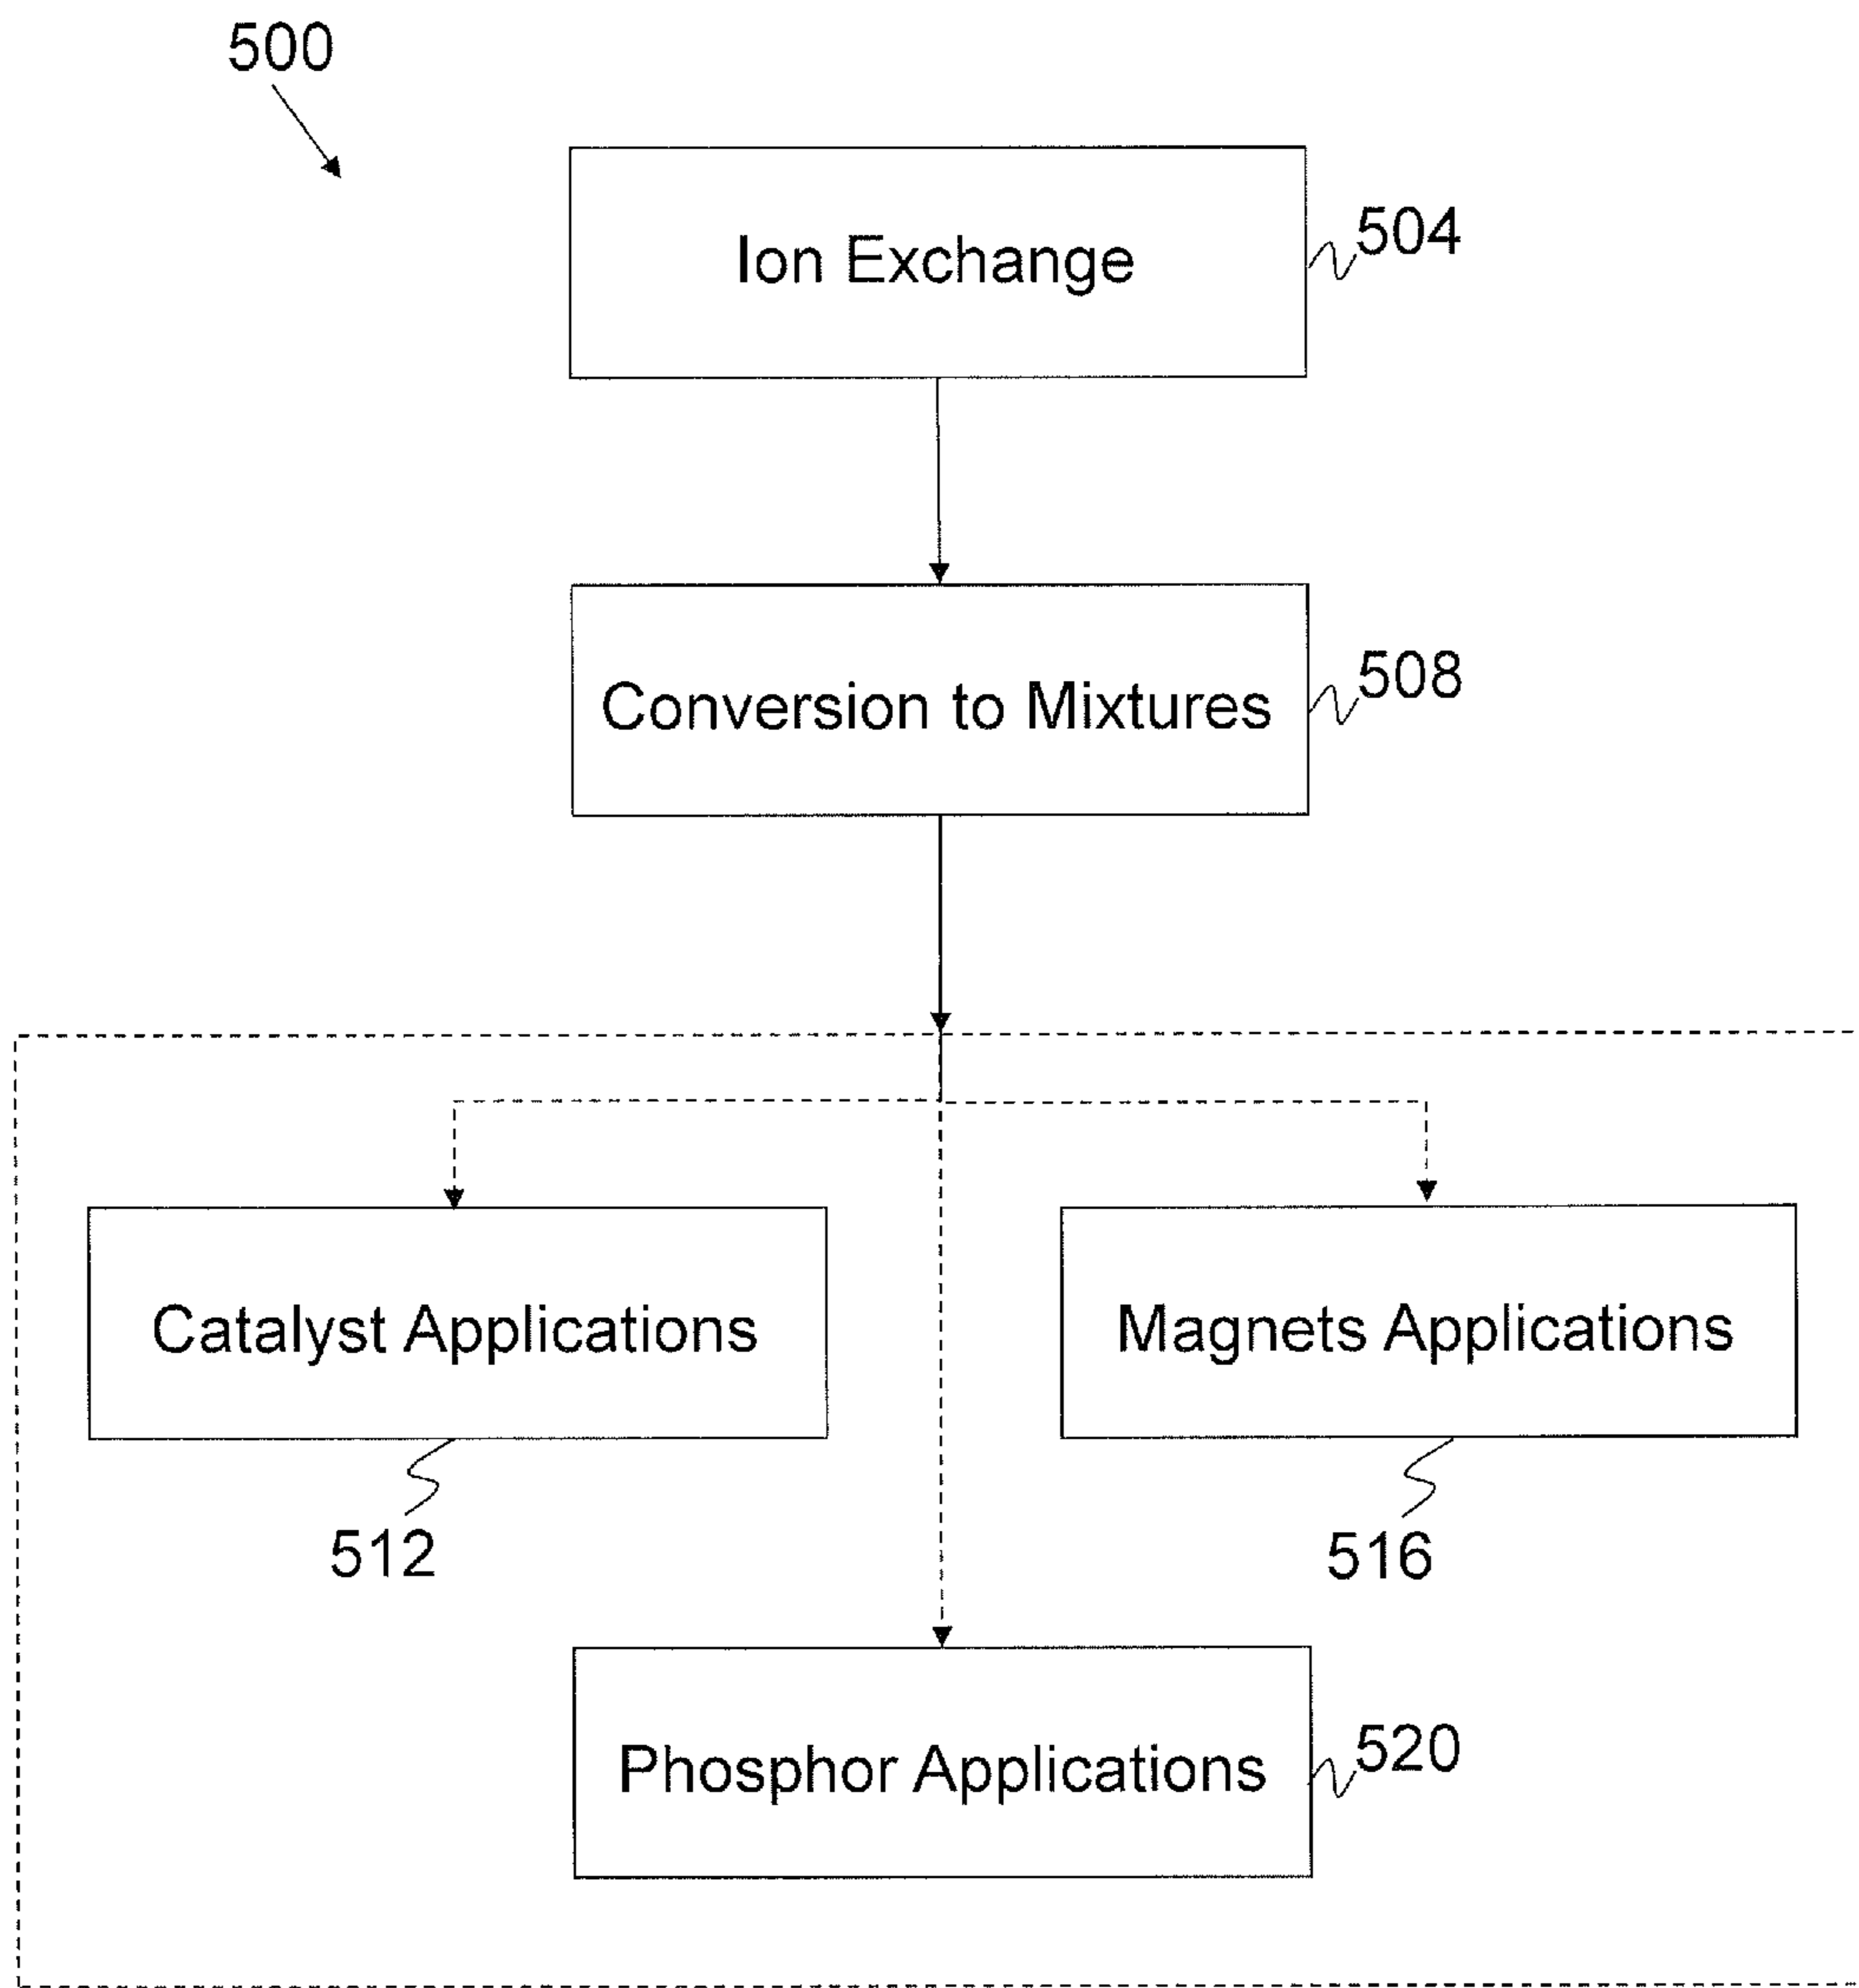 500
Ion Exchange
504
Conversion to Mixtures
508
Catalyst Applications
Magnets Applications
512
516
Phosphor Applications
520